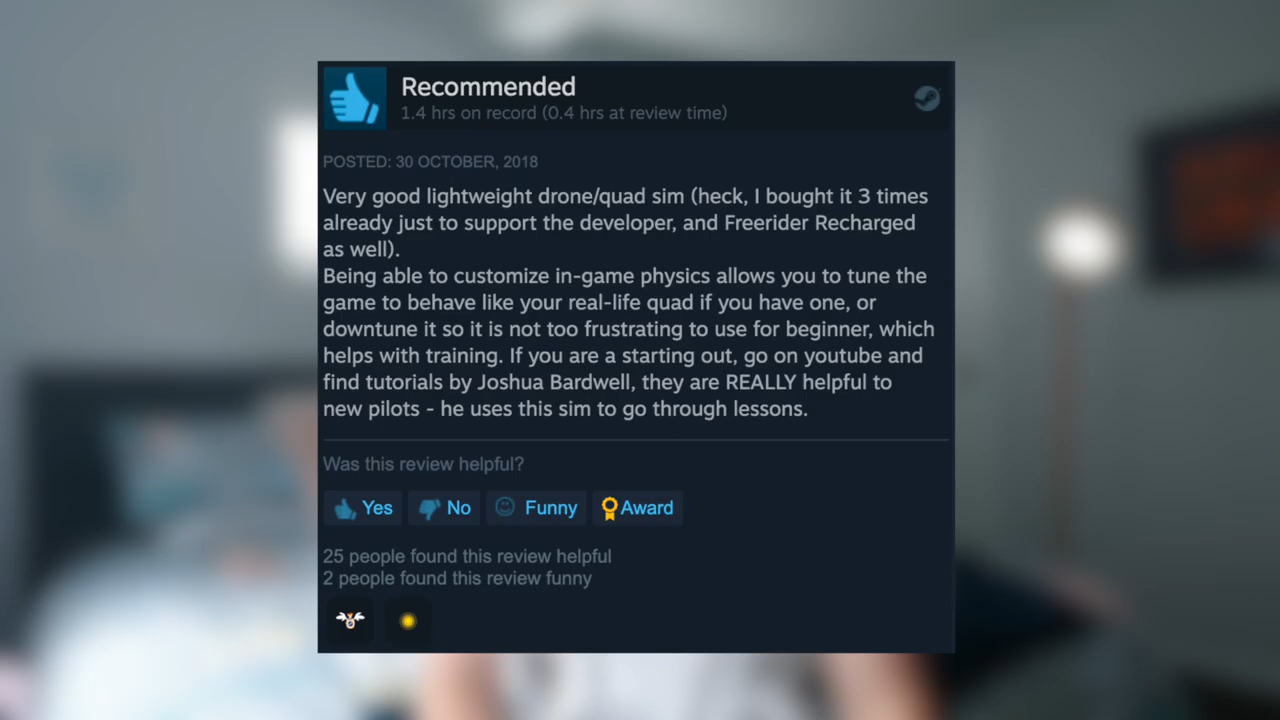 Recommended
1.4 hrs on record (0.4 hrs at review time)
POSTED: 30 OCTOBER, 2018
Very good lightweight drone/quad sim (heck, I bought it 3 times
already just to support the developer, and Freerider Recharged
as well).
Being able to customize in-game physics allows you to tune the
game to behave like your real-life quad if you have one, or
downtune it so it is not too frustrating to use for beginner, which
helps with training. If you are a starting out, go on youtube and
find tutorials by Joshua Bardwell, they are REALLY helpful to
new pilots - he uses this sim to go through lessons.
Was this review helpful?
Yes No Funny Award
25 people found this review helpful
2 people found this review funny